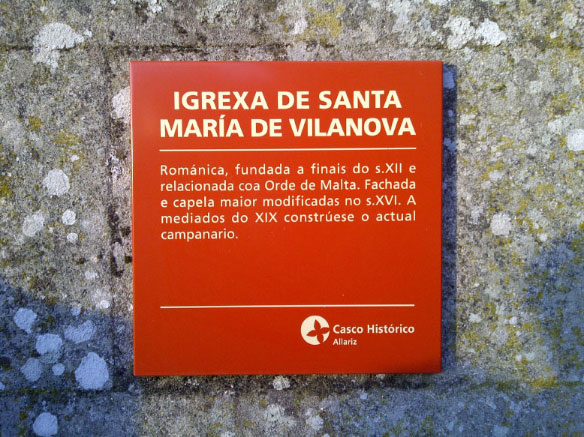 IGREXA DE SANTA
MARÍA DE VILANOVA
Románica, fundada a finais do s.XII e
relacionada coa Orde de Malta. Fachada
e capela maior modificadas no s.XVI. A
mediados do XIX constrúese o actual
campanario.
Casco Histórico
Allariz